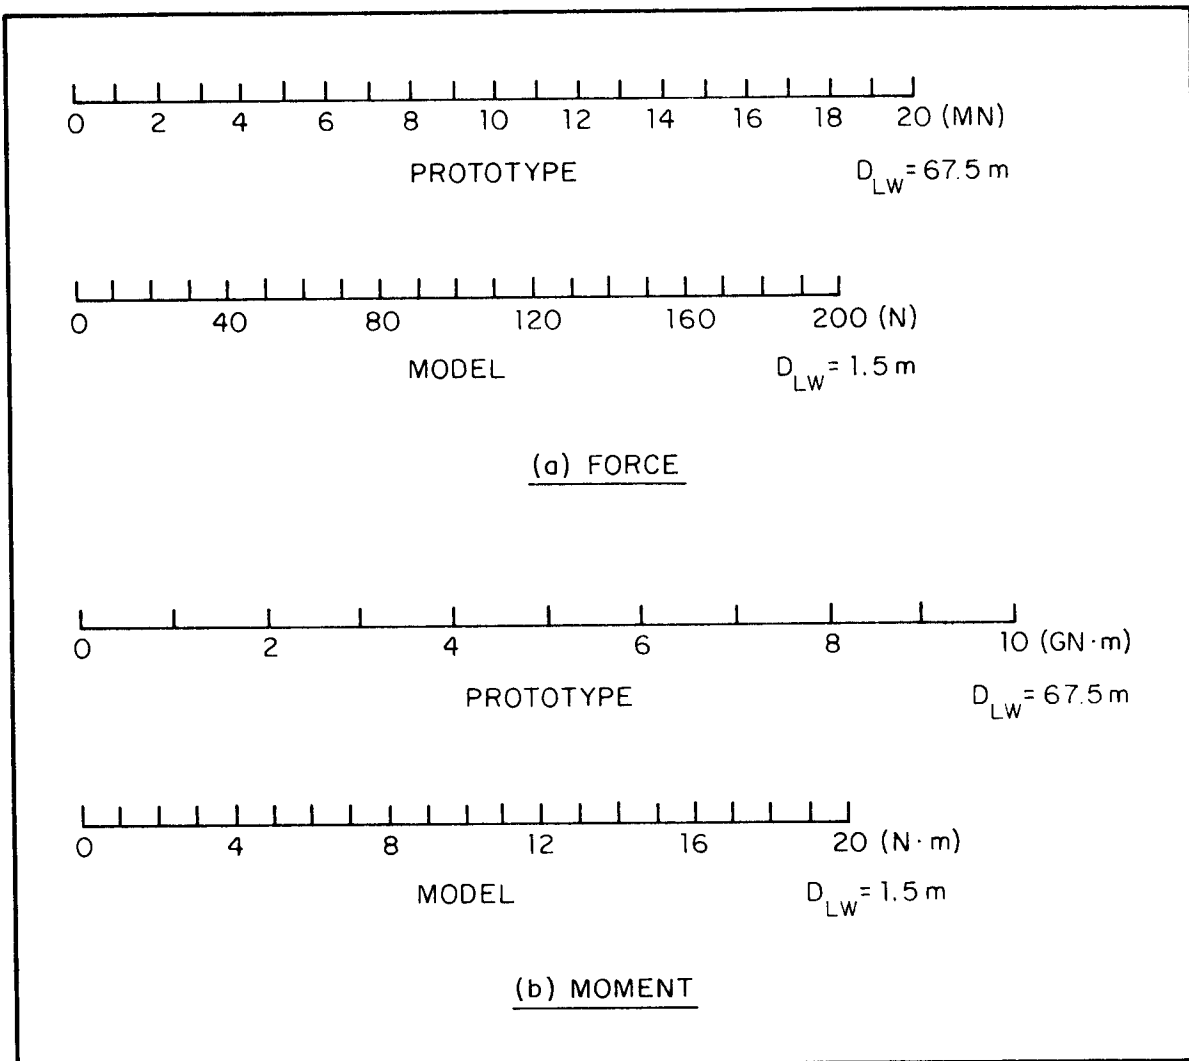 0 2 4 6 8 10 12 14 16 18 20 (MN)
PROTOTYPE D_LW = 67.5 m
0 40 80 120 160 200 (N)
MODEL D_LW = 1.5 m
(a) FORCE
0 2 4 6 8 10 (GN·m)
PROTOTYPE D_LW = 67.5 m
0 4 8 12 16 20 (N·m)
MODEL D_LW = 1.5 m
(b) MOMENT